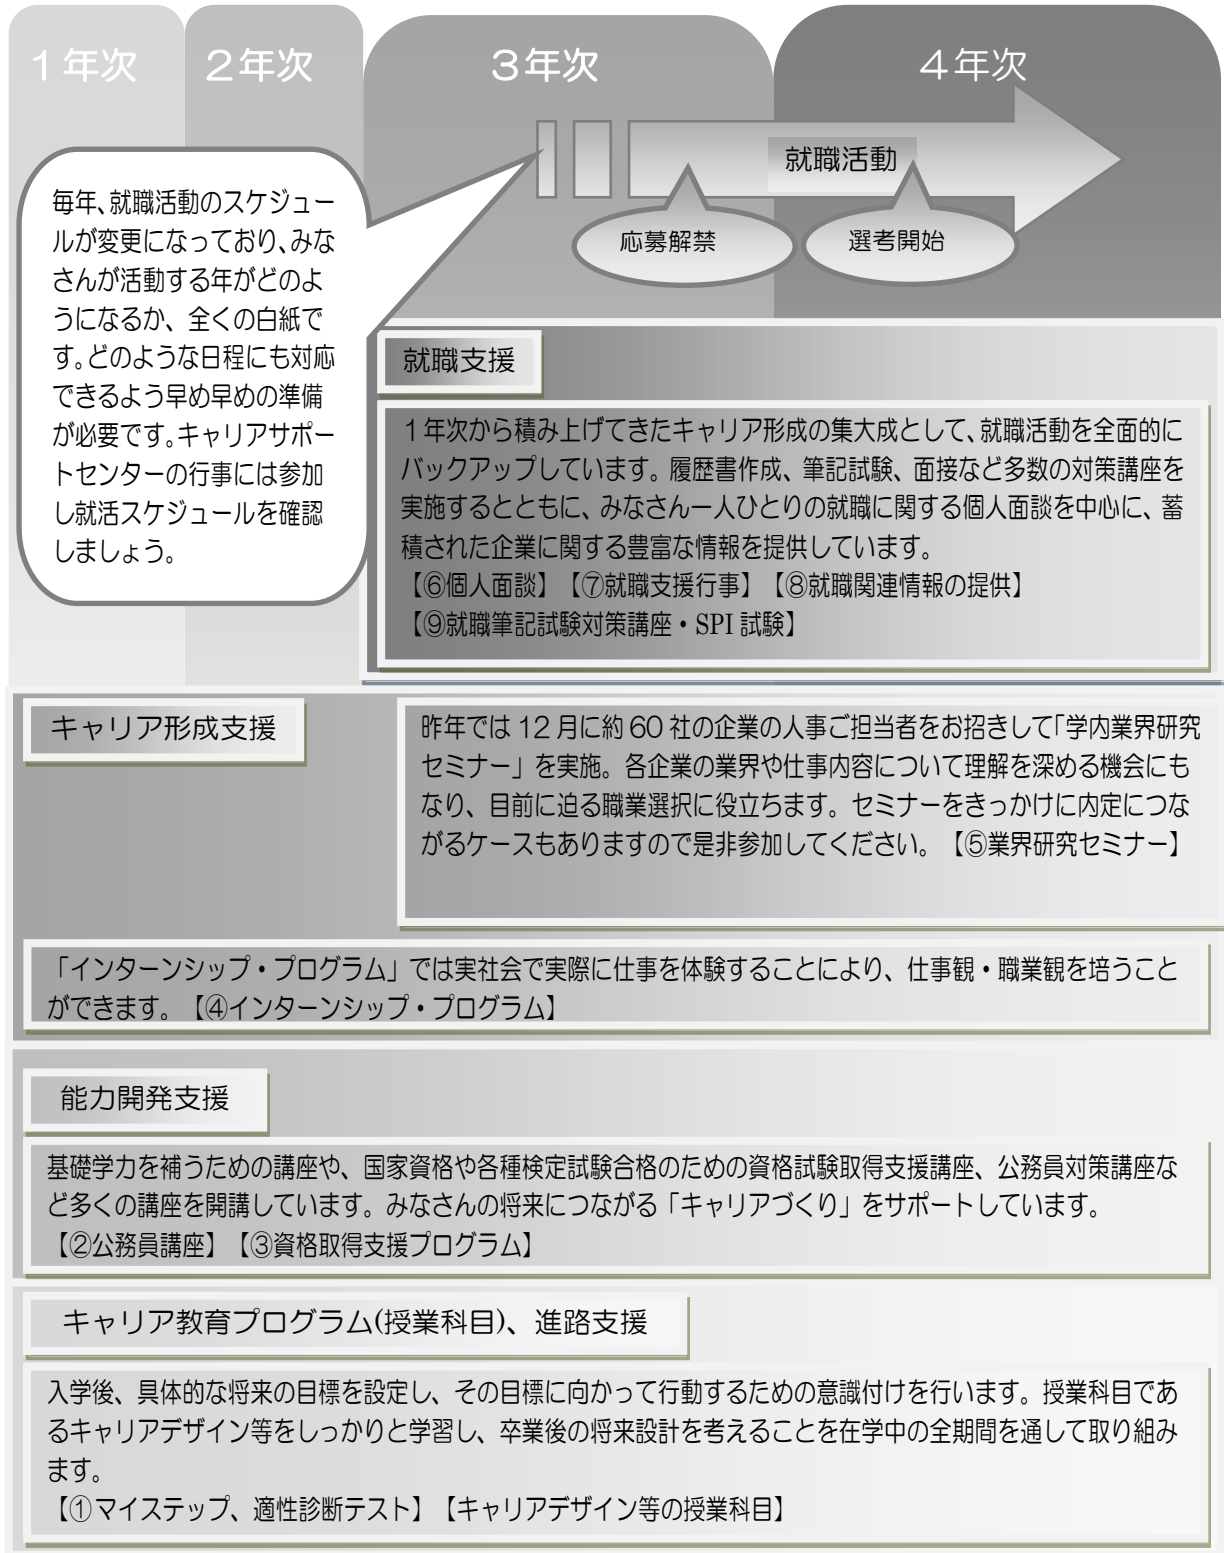 1年次
2年次
3年次
4年次
就職活動
応募解禁
選考開始
毎年、就職活動のスケジュー
ルが変更になっており、みな
さんが活動する年がどのよ
うになるか、全くの白紙で
す。どのような日程にも対応
できるよう早め早めの準備
が必要です。キャリアサポー
トセンターの行事には参加
し就活スケジュールを確認
しましょう。
就職支援
1年次から積み上げてきたキャリア形成の集大成として、就職活動を全面的に
バックアップしています。履歴書作成、筆記試験、面接など多数の対策講座を
実施するとともに、みなさん一人ひとりの就職に関する個人面談を中心に、蓄
積された企業に関する豊富な情報を提供しています。
【⑥個人面談】【⑦就職支援行事】【⑧就職関連情報の提供】
【⑨就職筆記試験対策講座・SPI試験】
キャリア形成支援
昨年では12月に約60社の企業の人事ご担当者をお招きして「学内業界研究
セミナー」を実施。各企業の業界や仕事内容について理解を深める機会にも
なり、目前に迫る職業選択に役立ちます。セミナーをきっかけに内定につな
がるケースもありますので是非参加してください。【⑤業界研究セミナー】
「インターンシップ・プログラム」では実社会で実際に仕事を体験することにより、仕事観・職業観を培うこと
ができます。【④インターンシップ・プログラム】
能力開発支援
基礎学力を補うための講座や、国家資格や各種検定試験合格のための資格試験取得支援講座、公務員対策講座な
ど多くの講座を開講しています。みなさんの将来につながる「キャリアづくり」をサポートしています。
【②公務員講座】【③資格取得支援プログラム】
キャリア教育プログラム(授業科目)、進路支援
入学後、具体的な将来の目標を設定し、その目標に向かって行動するための意識付けを行います。授業科目であ
るキャリアデザイン等をしっかりと学習し、卒業後の将来設計を考えることを在学中の全期間を通して取り組み
ます。
【①マイステップ、適性診断テスト】【キャリアデザイン等の授業科目】